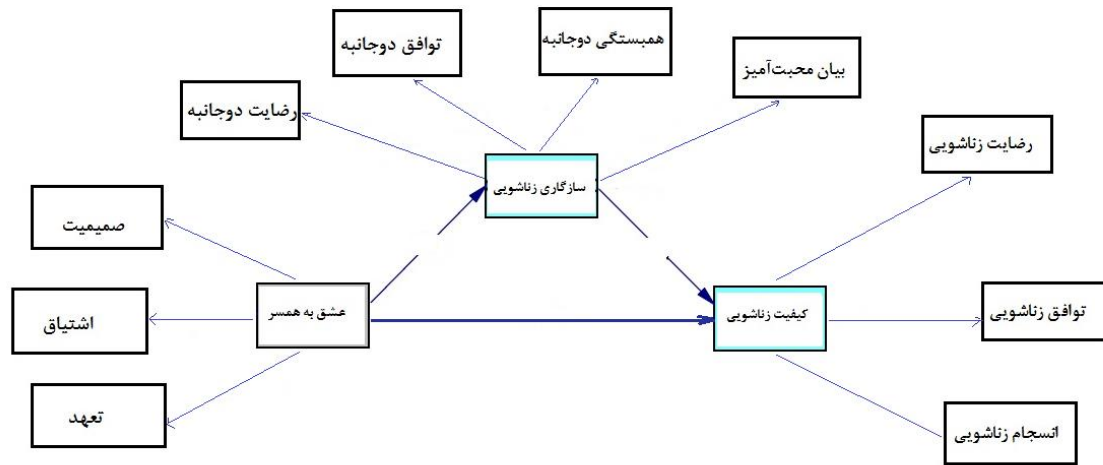 همبستگی دوجانبه
توافق دوجانبه
بیان محبت‌آمیز
رضایت دوجانبه
رضایت زناشویی
سازگاری زناشویی
صمیمیت
توافق زناشویی
کیفیت زناشویی
عشق به همسر
اشتیاق
تعهد
انسجام زناشویی